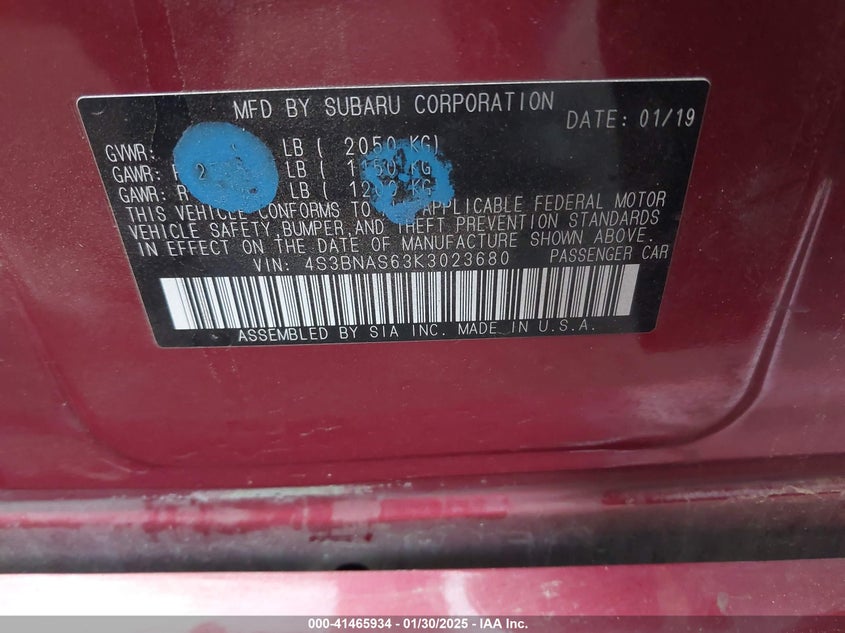 MFD BY SUBARU CORPORATION
DATE: 01/19
GVWR: LB ( 2050 KG)
GAWR: LB ( KG
GAWR: R LB ( KG
THIS VEHICLE CONFORMS TO APPLICABLE FEDERAL MOTOR
VEHICLE SAFETY, BUMPER, AND THEFT PREVENTION STANDARDS
IN EFFECT ON THE DATE OF MANUFACTURE SHOWN ABOVE.
VIN: 4S3BNAS63K3023680 PASSENGER CAR
ASSEMBLED BY SIA INC. MADE IN U.S.A.
000-41465934 - 01/30/2025 - IAA Inc.